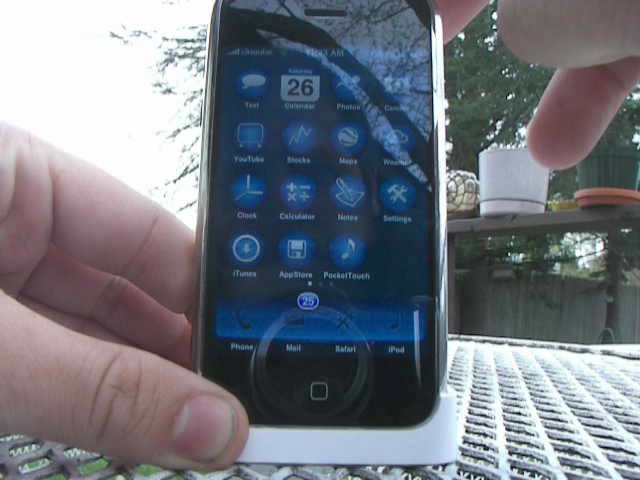 AM
Saturday
26
Text Calendar Photos
YouTube Stocks Maps Weather
Clock Calculator Notes Settings
iTunes AppStore PocketTouch
25
Phone Mail Safari iPod